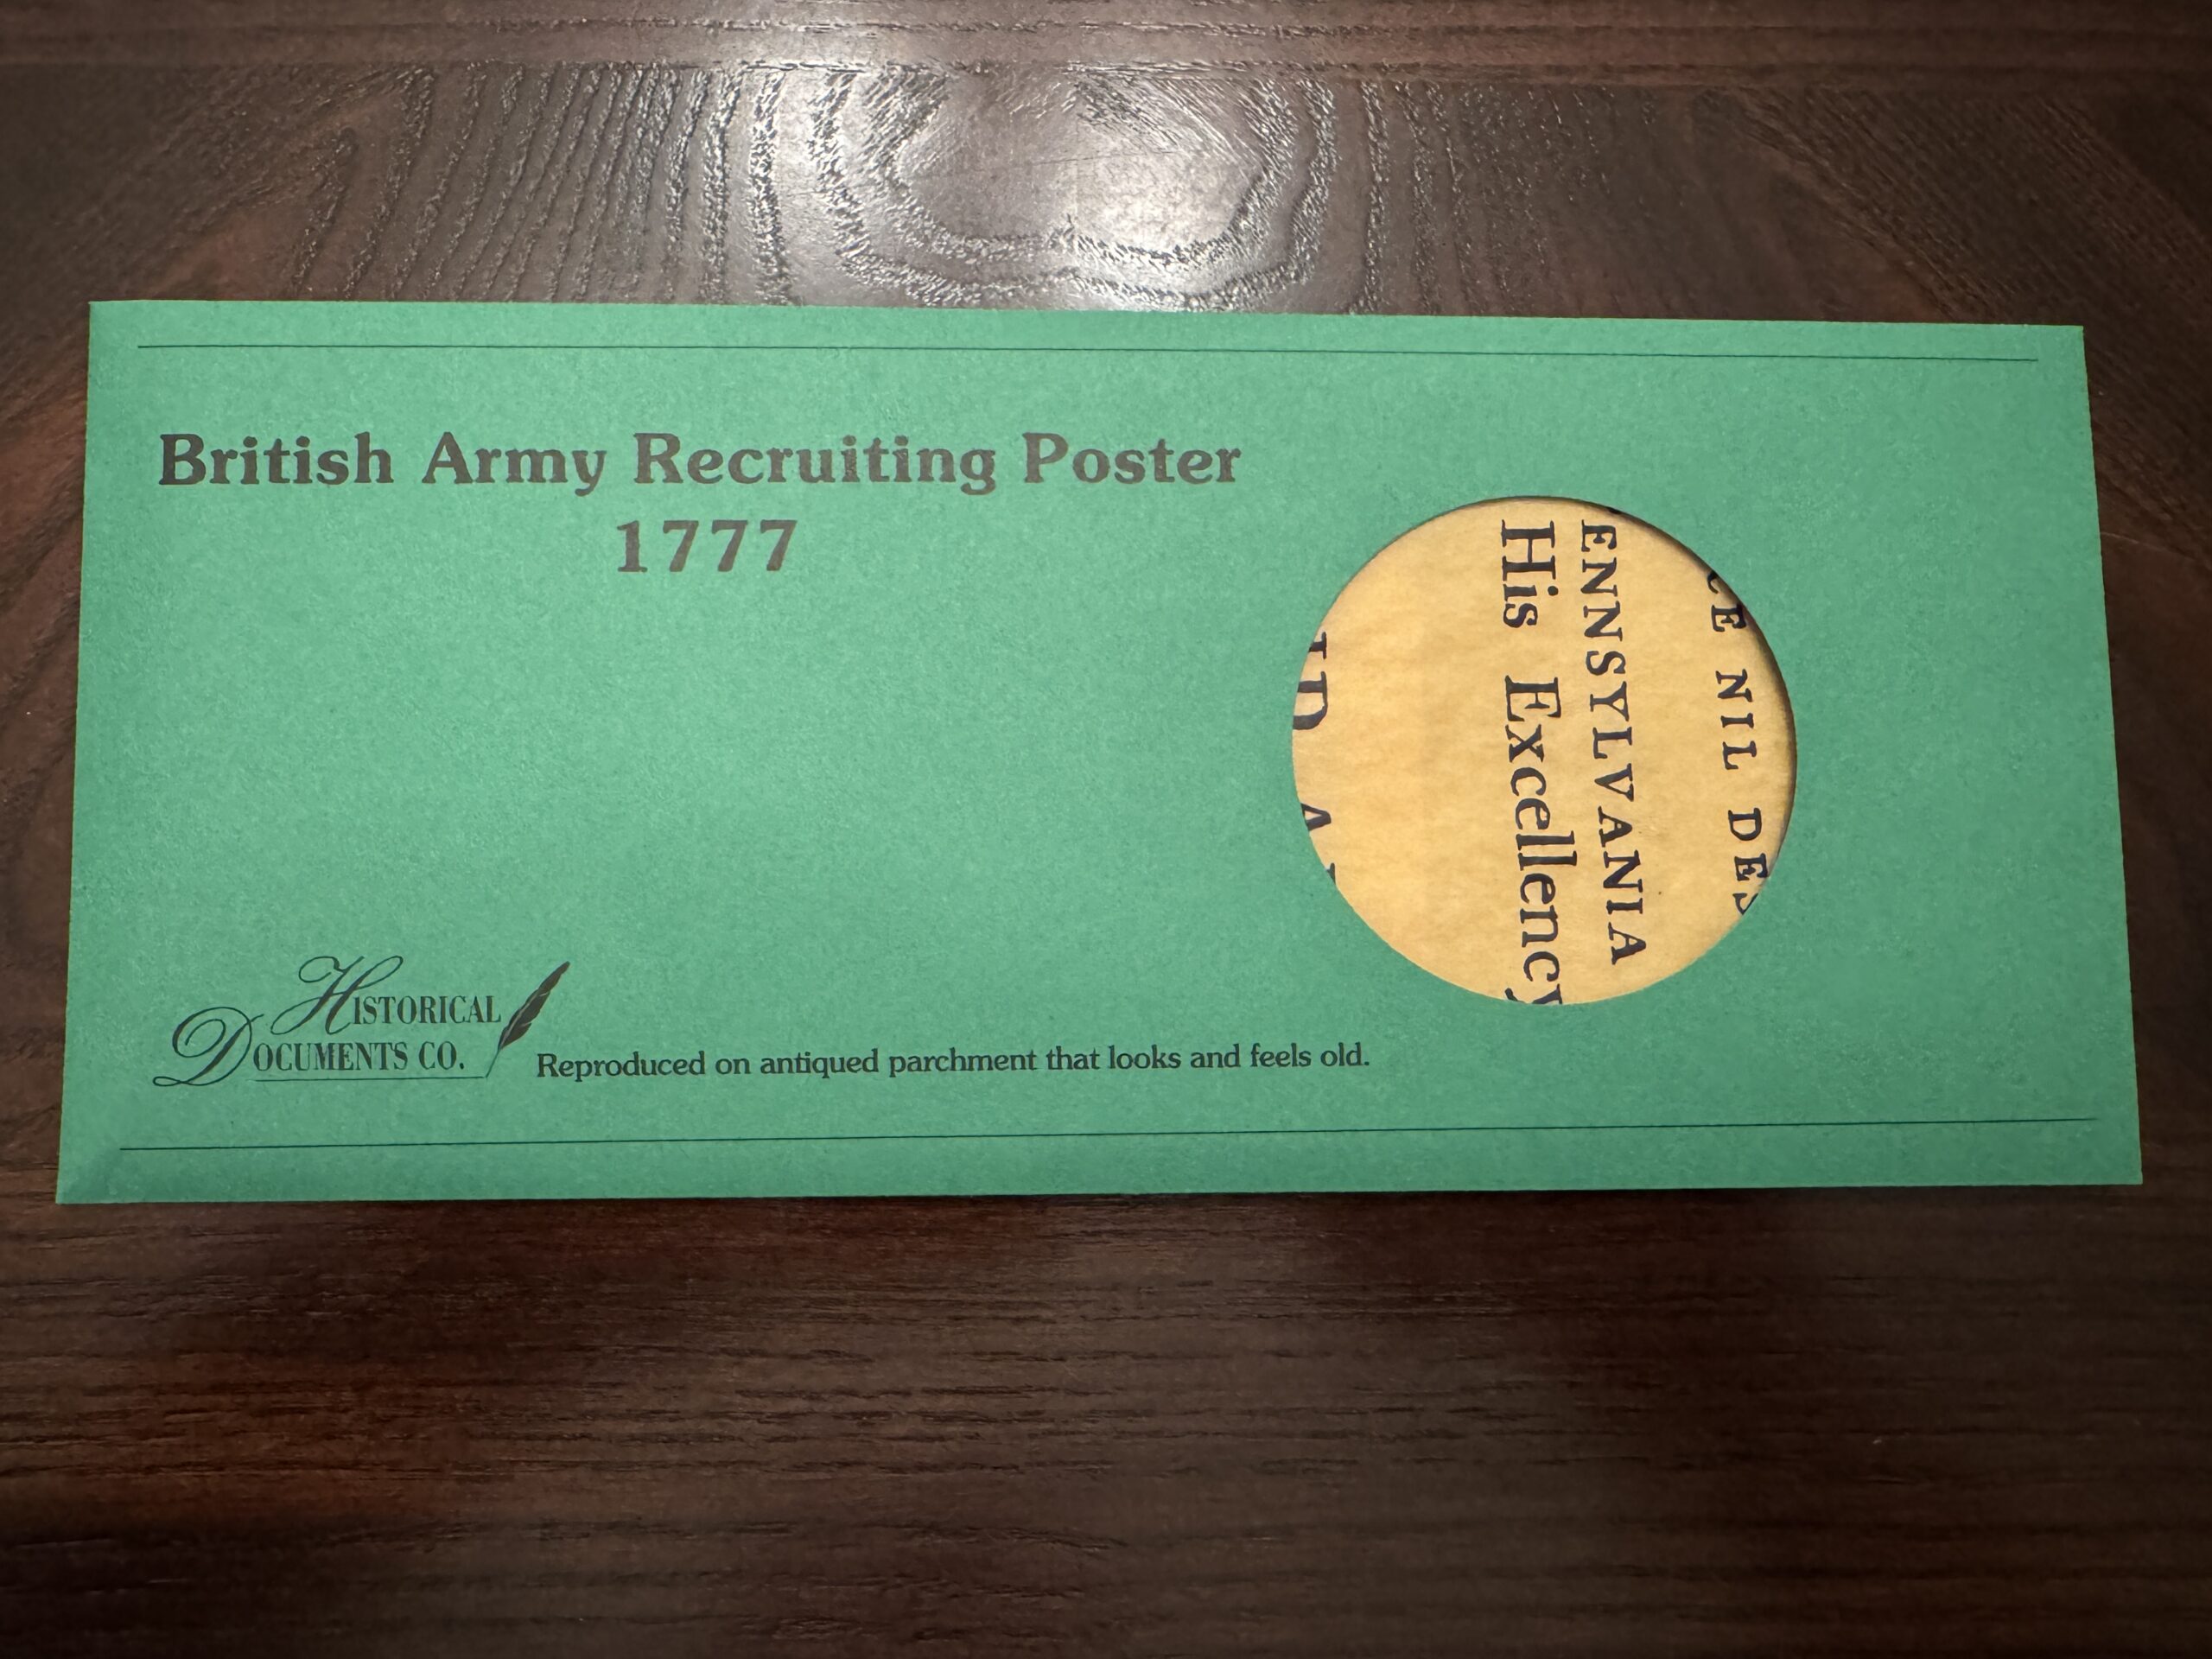 British Army Recruiting Poster
1777
NIL
ENNSYLVANIA
His Excellency
HISTORICAL
DOCUMENTS CO.
Reproduced on antiqued parchment that looks and feels old.